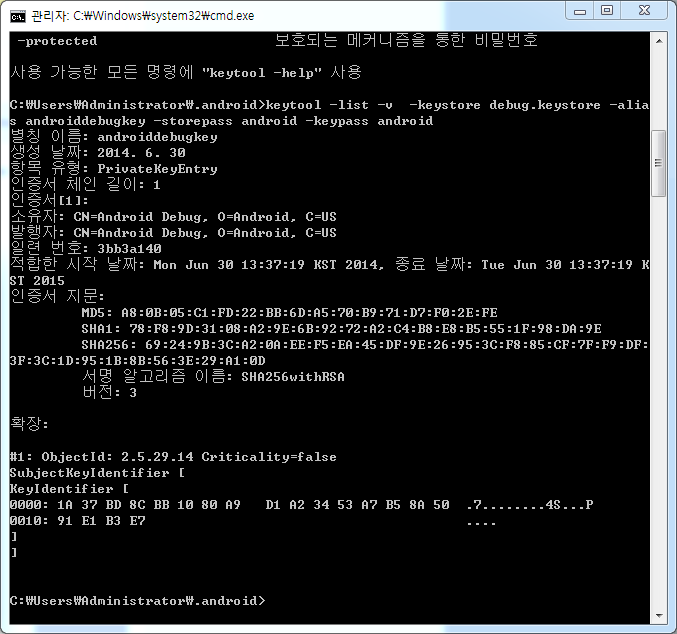 관리자: C:₩Windows₩system32₩cmd.exe
-protected 보호되는 메커니즘을 통한 비밀번호
사용 가능한 모든 명령에 "keytool -help" 사용
C:₩Users₩Administrator₩.android>keytool -list -v -keystore debug.keystore -alia
s androiddebugkey -storepass android -keypass android
별칭 이름: androiddebugkey
생성 날짜: 2014. 6. 30
항목 유형: PrivateKeyEntry
인증서 체인 길이: 1
인증서[1]:
소유자: CN=Android Debug, O=Android, C=US
발행자: CN=Android Debug, O=Android, C=US
일련 번호: 3bb3a140
적합한 시작 날짜: Mon Jun 30 13:37:19 KST 2014, 종료 날짜: Tue Jun 30 13:37:19 K
ST 2015
인증서 지문:
MD5: A8:0B:05:C1:FD:22:BB:6D:A5:70:B9:71:D7:F0:2E:FE
SHA1: 78:F8:9D:31:08:A2:9E:6B:92:72:A2:C4:B8:E8:B5:55:1F:98:DA:9E
SHA256: 69:24:9B:3C:A2:0A:EE:F5:EA:45:DF:9E:26:95:3C:F8:85:CF:7F:F9:DF:
3F:3C:1D:95:1B:8B:56:3E:29:A1:0D
서명 알고리즘 이름: SHA256withRSA
버전: 3
확장:
#1: ObjectId: 2.5.29.14 Criticality=false
SubjectKeyIdentifier [
KeyIdentifier [
0000: 1A 37 BD 8C BB 10 80 A9 D1 A2 34 53 A7 B5 8A 50 .7........4S...P
0010: 91 E1 B3 E7 ....
]
]
C:₩Users₩Administrator₩.android>